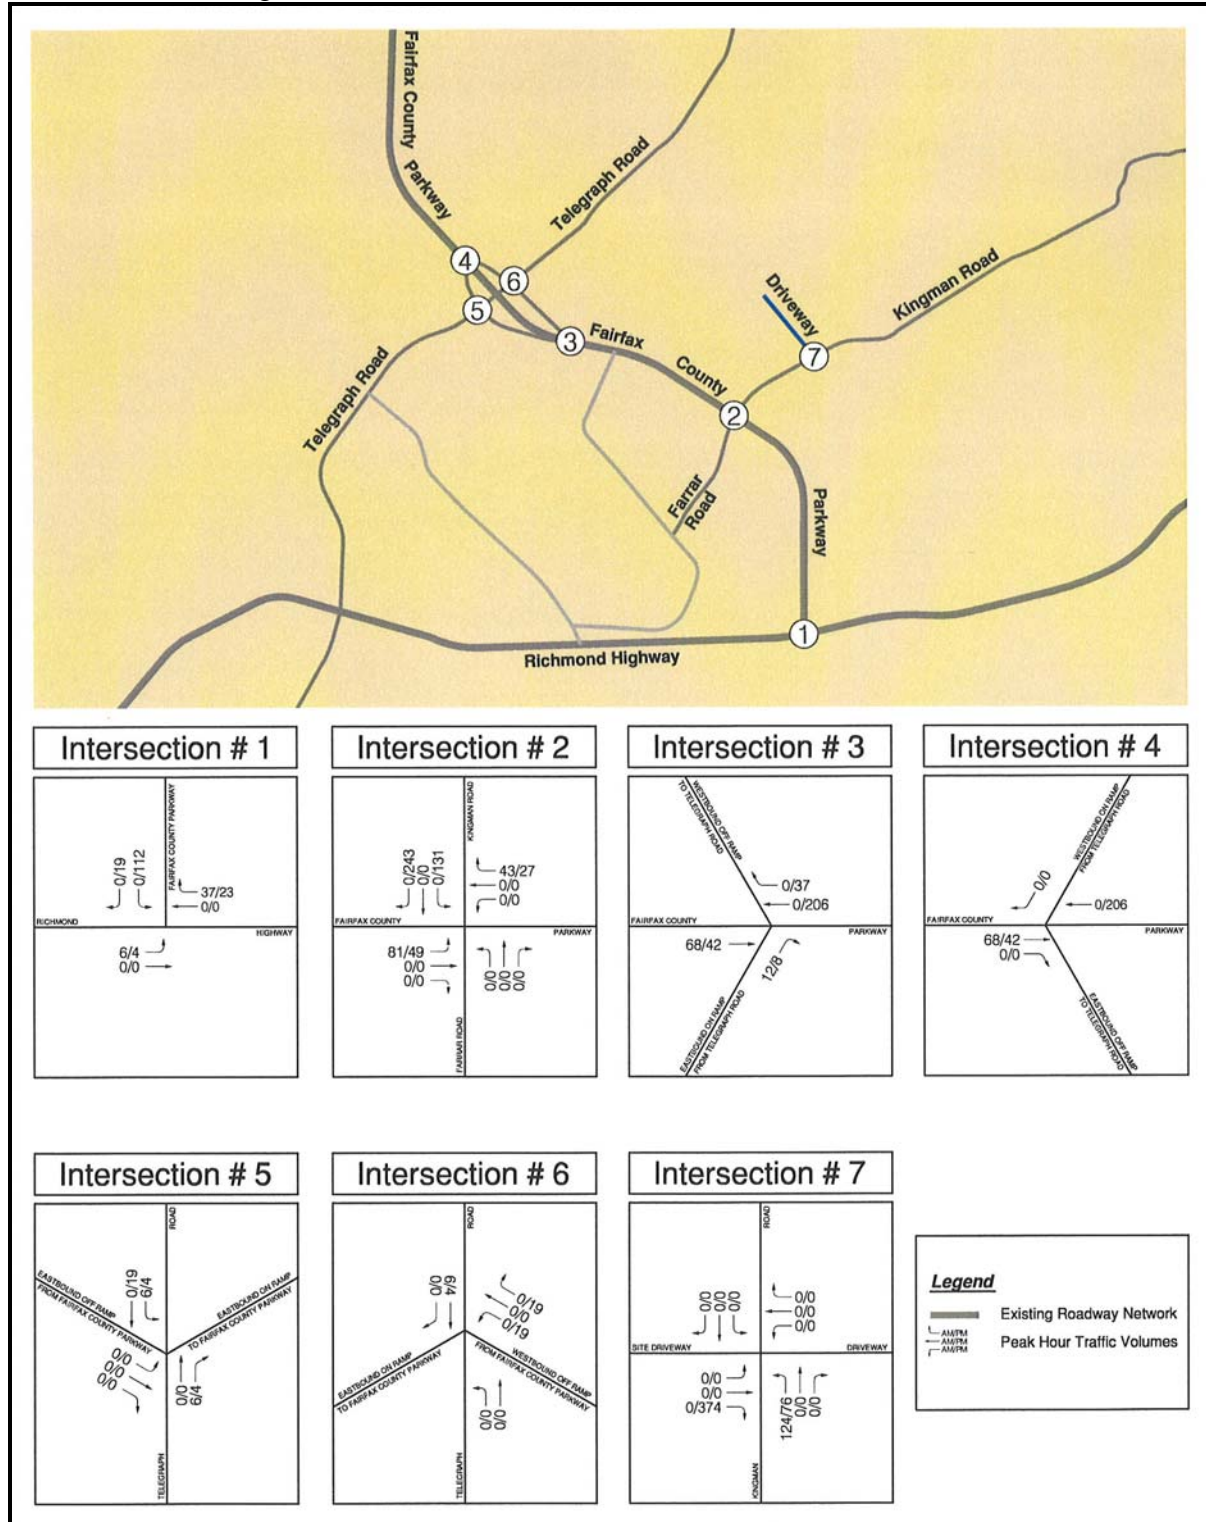 Fairfax County
Parkway
Telegraph Road
4
6
5
3
Fairfax
County
Driveway
7
Kingman Road
2
Telegraph Road
Farrar
Road
Parkway
1
Richmond Highway
Intersection # 1
FAIRFAX COUNTY PARKWAY
0/19
0/112
37/23
0/0
RICHMOND
HIGHWAY
6/4
0/0
Intersection # 2
KINGMAN ROAD
0/243
0/0
0/131
43/27
0/0
0/0
FAIRFAX COUNTY
PARKWAY
81/49
0/0
0/0
0/0
0/0
0/0
FARRAR ROAD
Intersection # 3
WESTBOUND OFF RAMP
TO TELEGRAPH ROAD
0/37
0/206
FAIRFAX COUNTY
PARKWAY
68/42
12/8
EASTBOUND ON RAMP
FROM TELEGRAPH ROAD
Intersection # 4
WESTBOUND ON RAMP
FROM TELEGRAPH ROAD
0/0
0/206
FAIRFAX COUNTY
PARKWAY
68/42
0/0
EASTBOUND OFF RAMP
TO TELEGRAPH ROAD
Intersection # 5
ROAD
0/19
6/4
EASTBOUND OFF RAMP
FROM FAIRFAX COUNTY PARKWAY
EASTBOUND ON RAMP
TO FAIRFAX COUNTY PARKWAY
0/0
0/0
0/0
0/0
6/4
TELEGRAPH
Intersection # 6
ROAD
0/0
6/4
0/19
0/0
0/19
EASTBOUND ON RAMP
TO FAIRFAX COUNTY PARKWAY
WESTBOUND OFF RAMP
FROM FAIRFAX COUNTY PARKWAY
0/0
0/0
TELEGRAPH
Intersection # 7
ROAD
0/0
0/0
0/0
0/0
0/0
0/0
SITE DRIVEWAY
DRIVEWAY
0/0
0/0
0/374
124/76
0/0
0/0
KINGMAN
Legend
Existing Roadway Network
AM/PM
AM/PM
AM/PM
Peak Hour Traffic Volumes